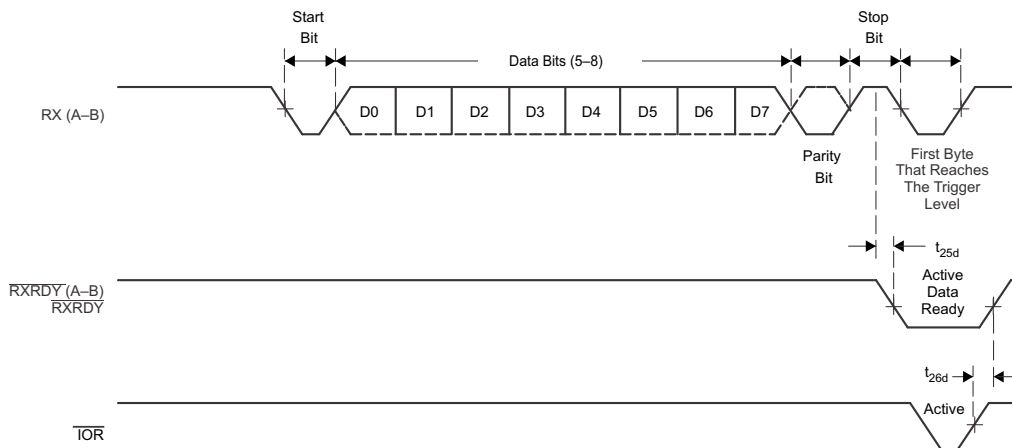 Start
Bit
Stop
Bit
Data Bits (5–8)
RX (A–B)
D0 D1 D2 D3 D4 D5 D6 D7
Parity
Bit
First Byte
That Reaches
The Trigger
Level
t25d
RXRDY (A–B)
RXRDY
Active
Data
Ready
t26d
Active
IOR